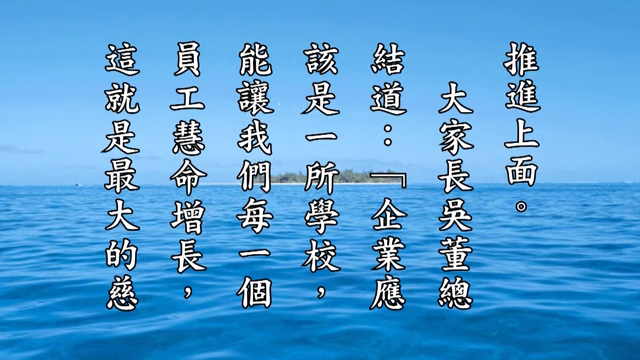 推進上面。
大家長吳董總
結道：『企業應
該是一所學校，
能讓我們每一個
員工慧命增長，
這就是最大的慈